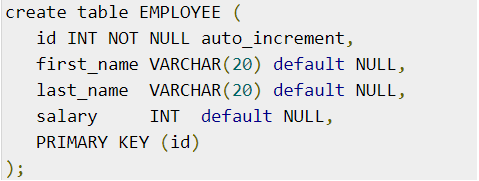 create table EMPLOYEE (
   id INT NOT NULL auto_increment,
   first_name VARCHAR(20) default NULL,
   last_name  VARCHAR(20) default NULL,
   salary     INT  default NULL,
   PRIMARY KEY (id)
);